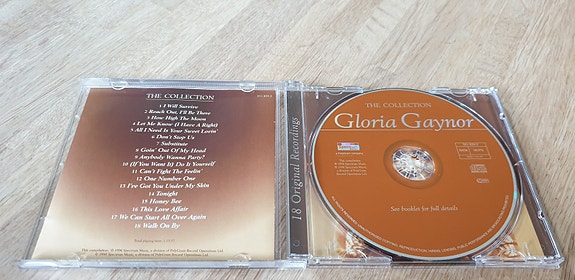 THE COLLECTION
1 I Will Survive
2 Reach Out, I'll Be There
3 How High The Moon
4 Let Me Know (I Have A Right)
5 All I Need Is Your Sweet Lovin'
6 Don't Stop Us
7 Substitute
8 Goin' Out Of My Head
9 Anybody Wanna Party?
10 (If You Want It) Do It Yourself
11 Can't Fight The Feelin'
12 One Number One
13 I've Got You Under My Skin
14 Tonight
15 Honey Bee
16 This Love Affair
17 We Can Start All Over Again
18 Walk On By
18 Original Recordings
THE COLLECTION
Gloria Gaynor
See booklet for full details